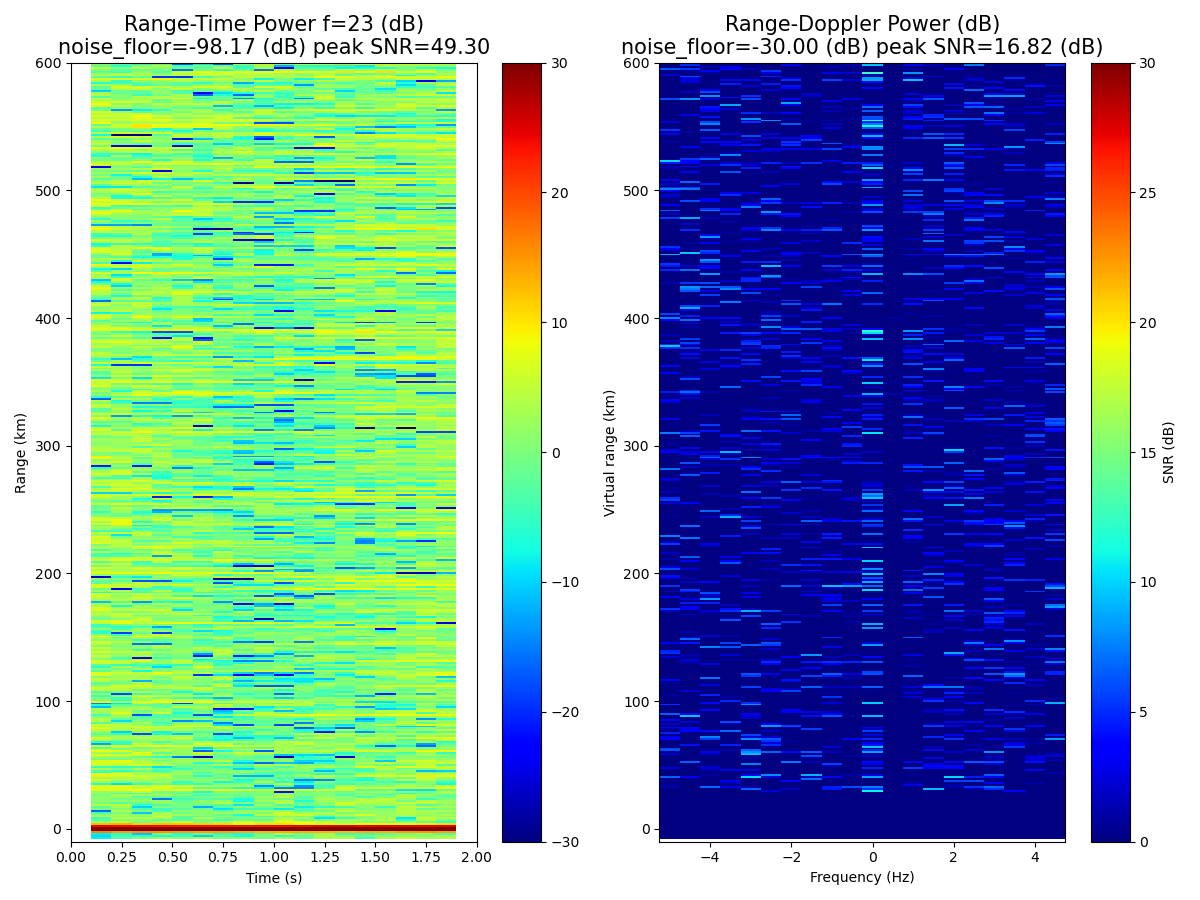 Range-Time Power f=23 (dB)
noise_floor=-98.17 (dB) peak SNR=49.30
Range (km)
600
500
400
300
200
100
0
0.00 0.25 0.50 0.75 1.00 1.25 1.50 1.75 2.00
Time (s)
30
20
10
0
−10
−20
−30
Range-Doppler Power (dB)
noise_floor=-30.00 (dB) peak SNR=16.82 (dB)
Virtual range (km)
600
500
400
300
200
100
0
−4 −2 0 2 4
Frequency (Hz)
30
25
20
15
10
5
0
SNR (dB)